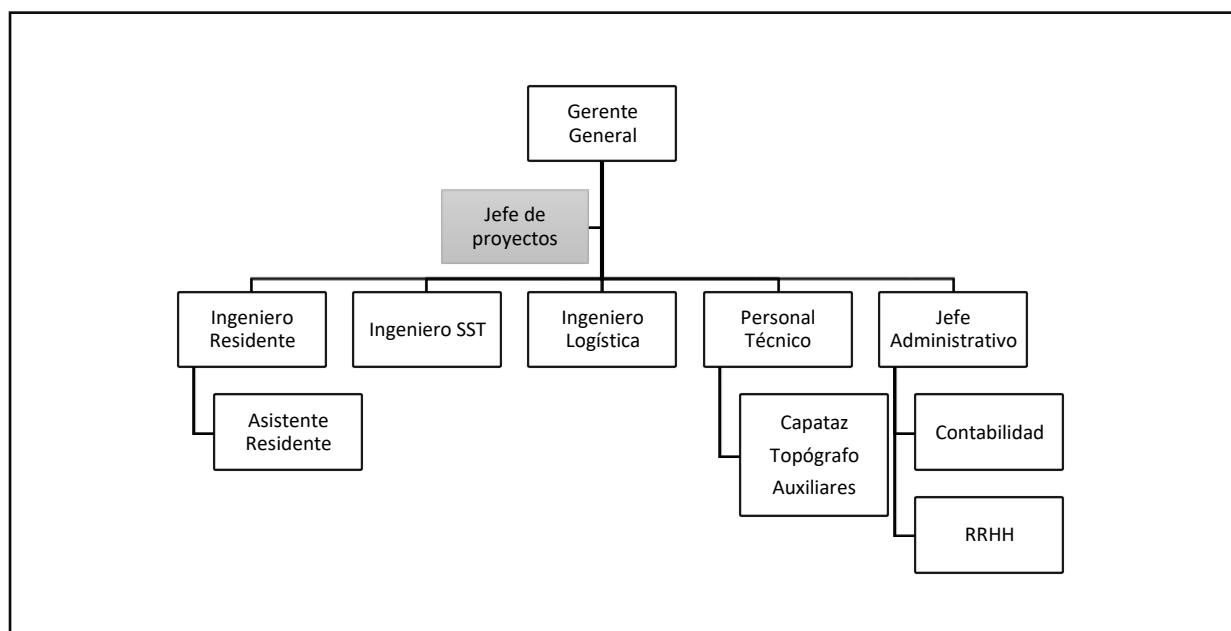 Gerente
General
Jefe de
proyectos
Ingeniero
Residente
Ingeniero SST
Ingeniero
Logística
Personal
Técnico
Jefe
Administrativo
Asistente
Residente
Capataz
Topógrafo
Auxiliares
Contabilidad
RRHH